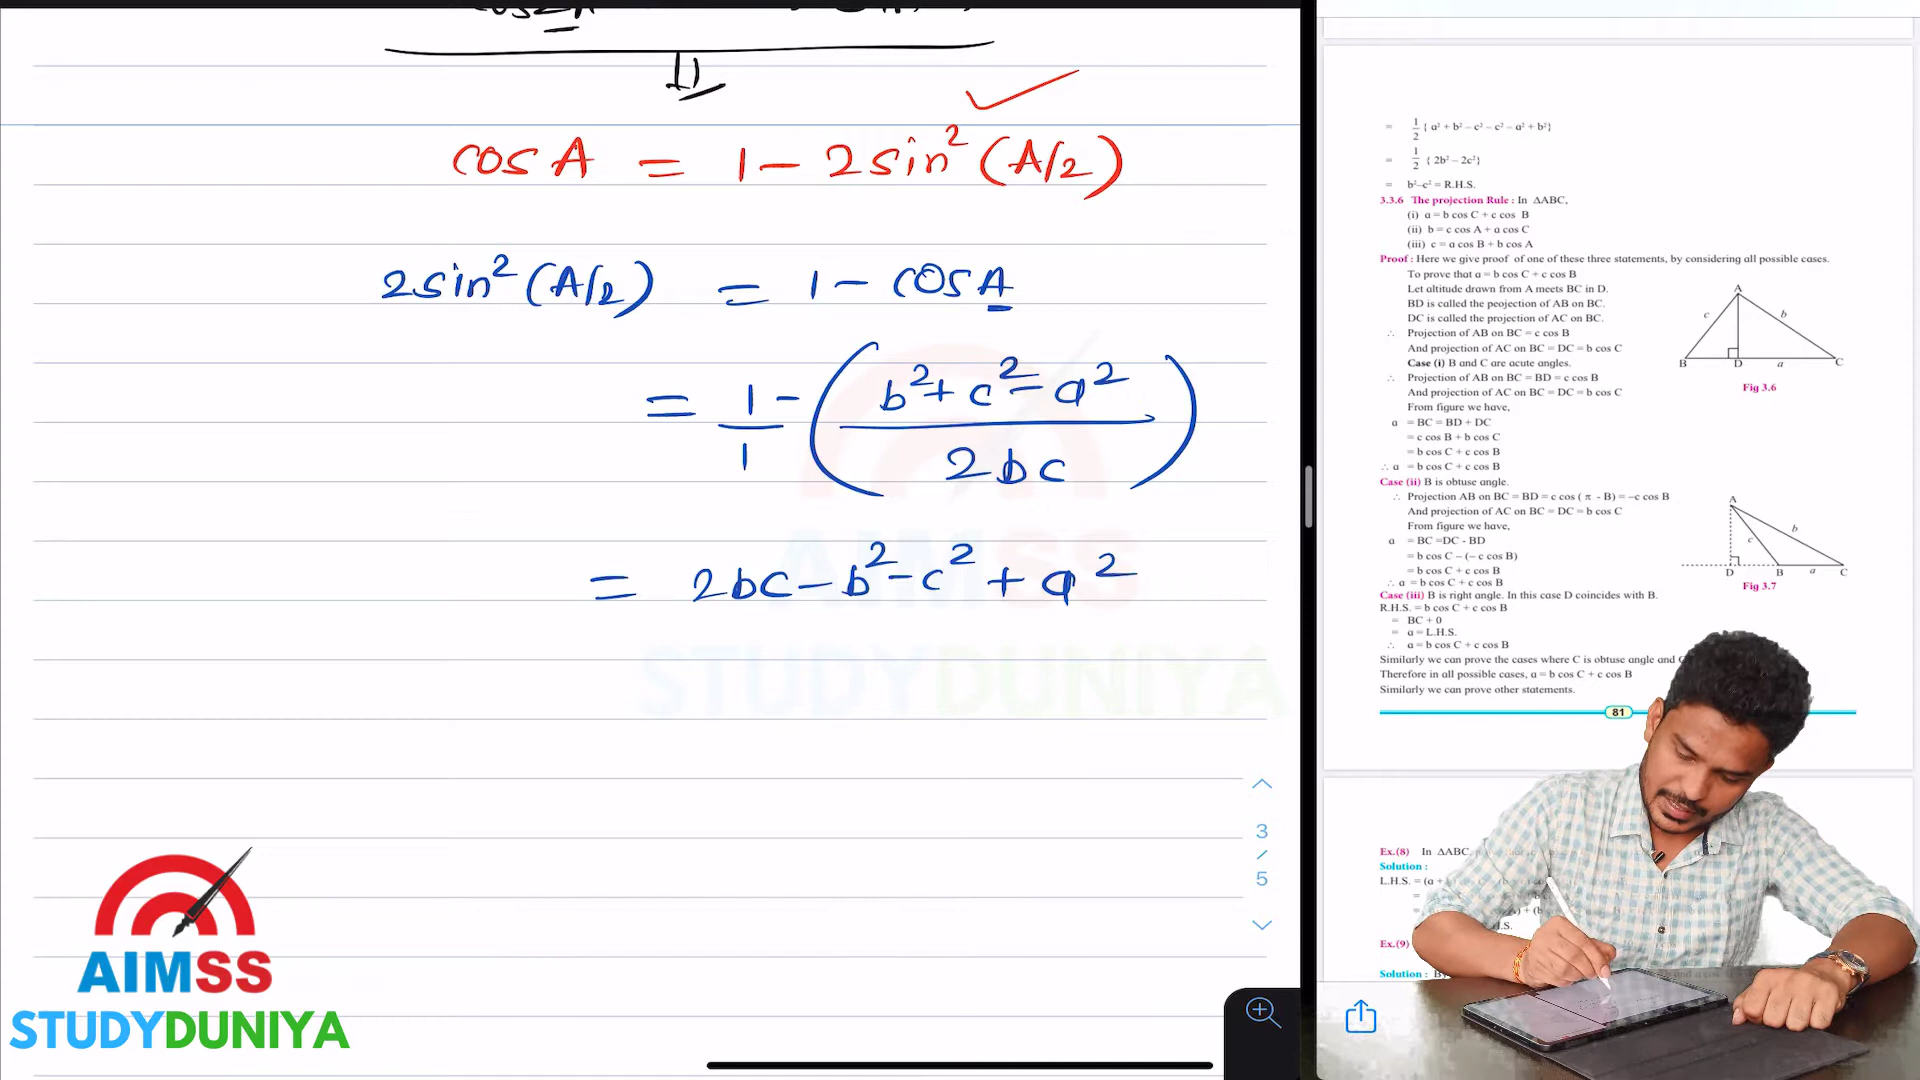 cos A = 1 - 2sin² (A/2)
2sin² (A/2) = 1 - cos A
= 1/1 - ( b² + c² - a² / 2bc )
= 2bc - b² - c² + a²
AIMSS
STUDYDUNIYA
3
/
5
AIMSS
STUDYDUNIYA
= 1/2 { a² + b² – c² – c² – a² + b²}
= 1/2 { 2b² – 2c²}
= b²–c² = R.H.S.
3.3.6 The projection Rule : In ΔABC,
(i) a = b cos C + c cos B
(ii) b = c cos A + a cos C
(iii) c = a cos B + b cos A
Proof : Here we give proof of one of these three statements, by considering all possible cases.
To prove that a = b cos C + c cos B
Let altitude drawn from A meets BC in D.
BD is called the peojection of AB on BC.
DC is called the projection of AC on BC.
∴ Projection of AB on BC = c cos B
And projection of AC on BC = DC = b cos C
Case (i) B and C are acute angles.
∴ Projection of AB on BC = BD = c cos B
And projection of AC on BC = DC = b cos C
From figure we have,
a = BC = BD + DC
= c cos B + b cos C
= b cos C + c cos B
∴ a = b cos C + c cos B
A
c b
B D a C
Fig 3.6
Case (ii) B is obtuse angle.
∴ Projection AB on BC = BD = c cos ( π - B) = –c cos B
And projection of AC on BC = DC = b cos C
From figure we have,
a = BC =DC - BD
= b cos C – (– c cos B)
= b cos C + c cos B
∴ a = b cos C + c cos B
A
b
c
D B a C
Fig 3.7
Case (iii) B is right angle. In this case D coincides with B.
R.H.S. = b cos C + c cos B
= BC + 0
= a = L.H.S.
∴ a = b cos C + c cos B
Similarly we can prove the cases where C is obtuse angle and
Therefore in all possible cases, a = b cos C + c cos B
Similarly we can prove other statements.
81
Ex.(8) In ΔABC,
Solution :
L.H.S. = (a +
=
=
Ex.(9)
Solution :